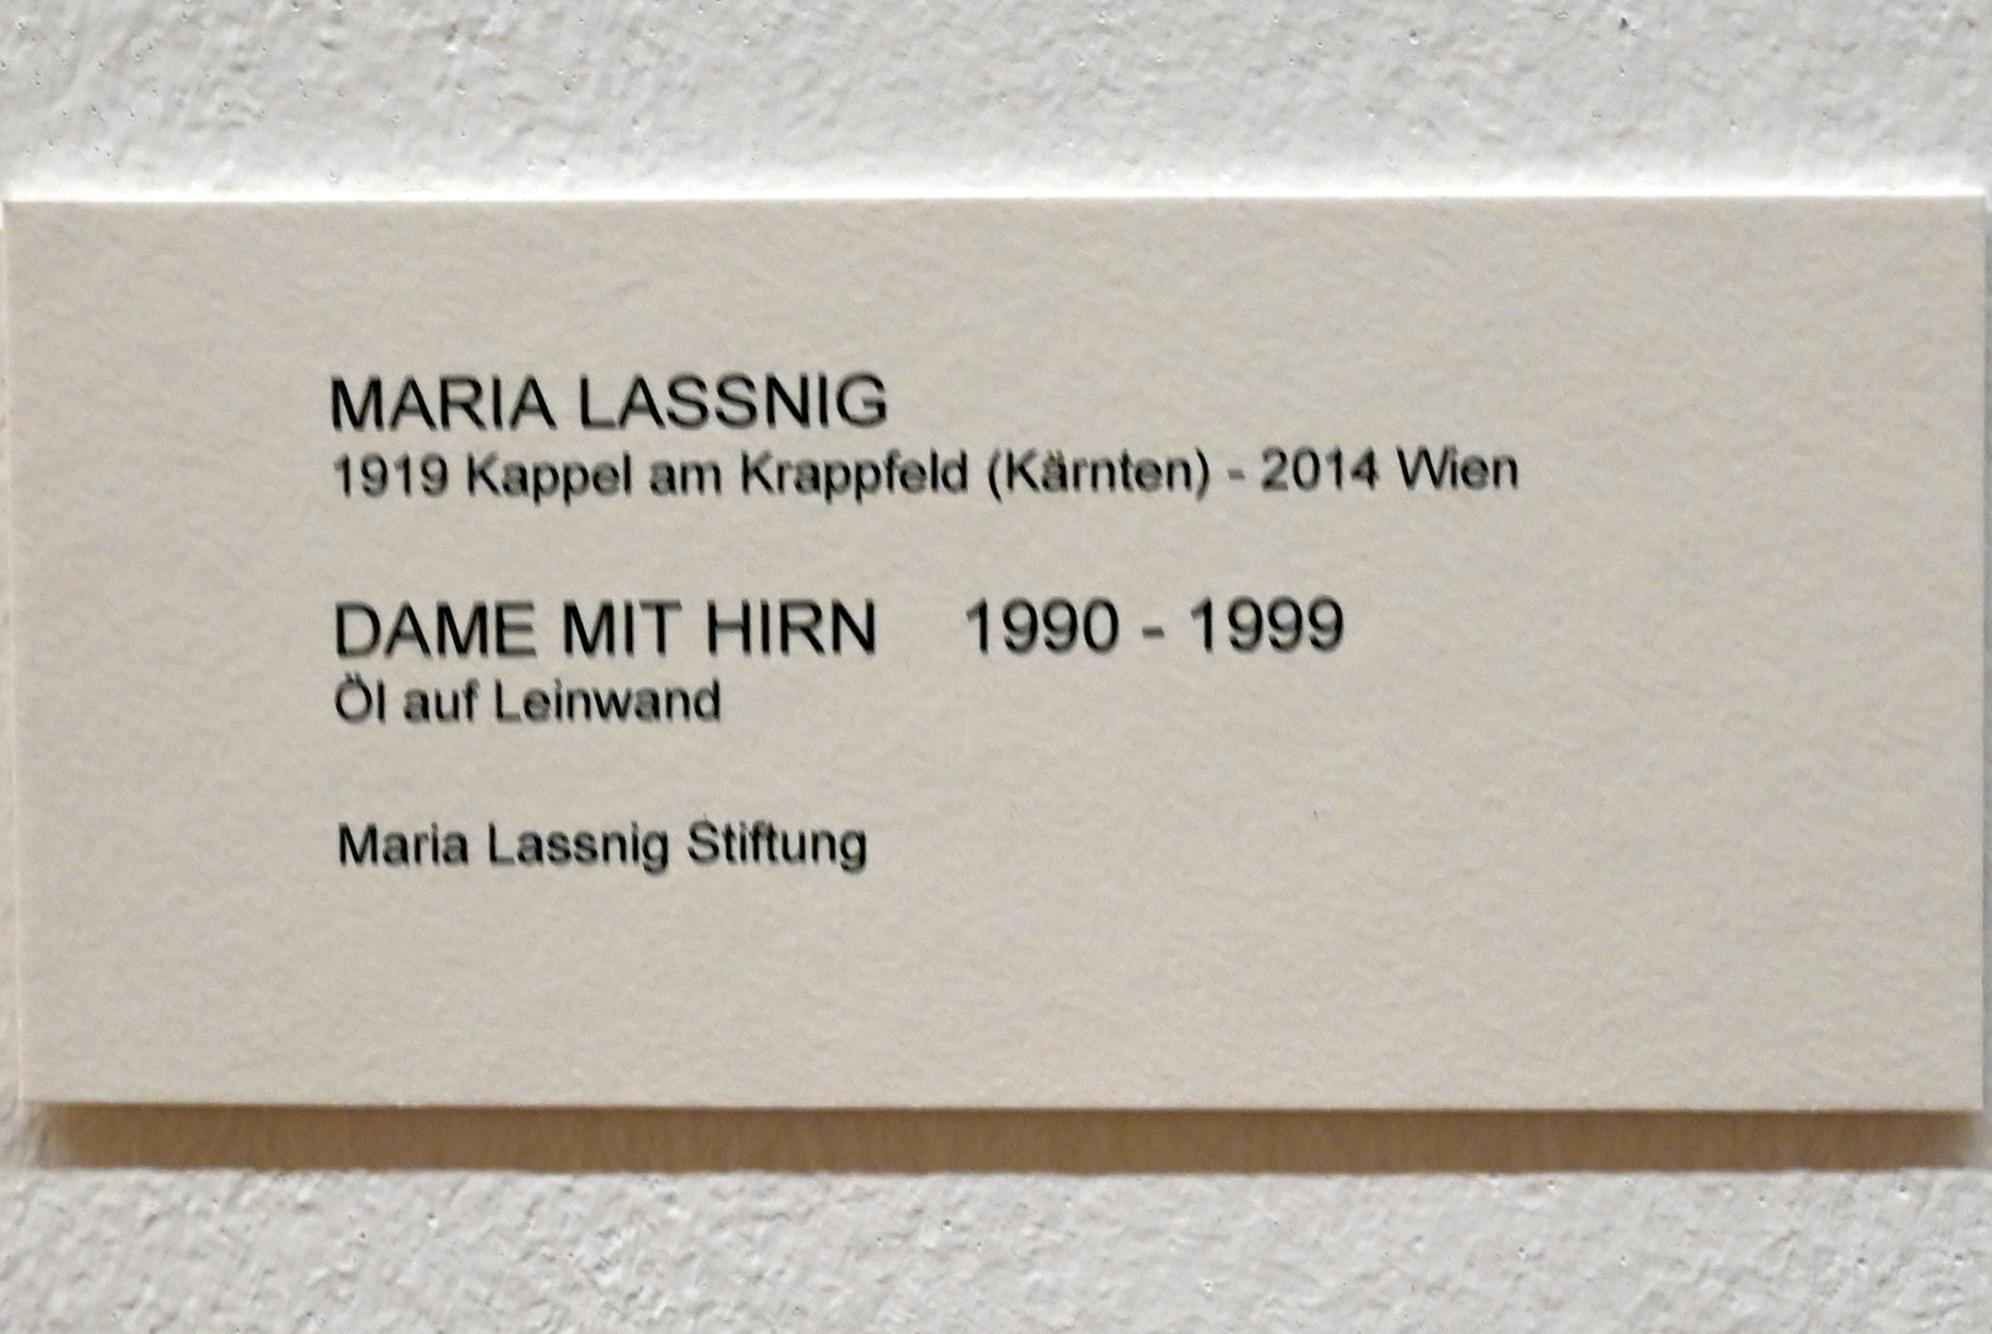 MARIA LASSNIG
1919 Kappel am Krappfeld (Kärnten) - 2014 Wien
DAME MIT HIRN 1990 - 1999
Öl auf Leinwand
Maria Lassnig Stiftung